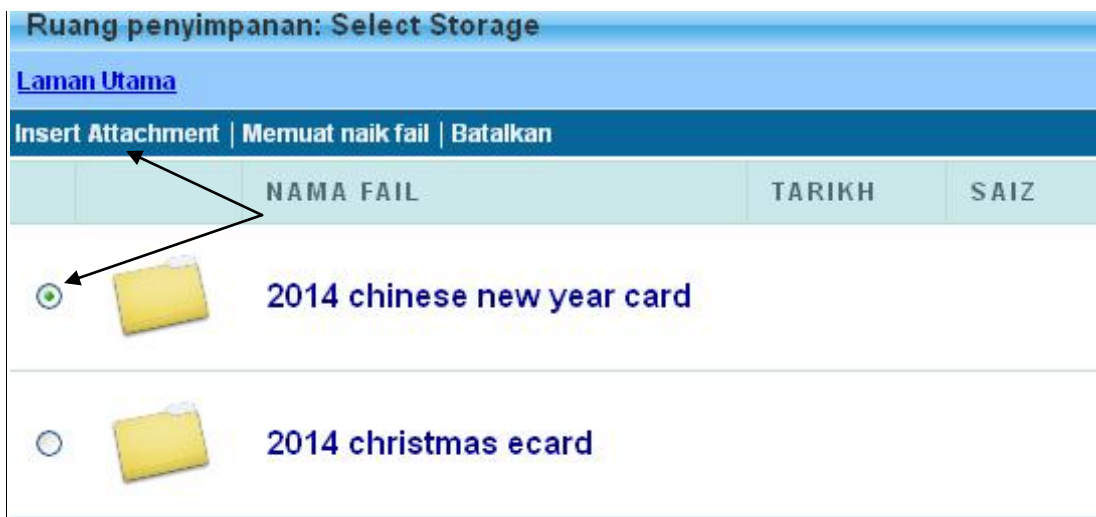 Ruang penyimpanan: Select Storage
Laman Utama
Insert Attachment | Memuat naik fail | Batalkan
NAMA FAIL TARIKH SAIZ
2014 chinese new year card
2014 christmas ecard